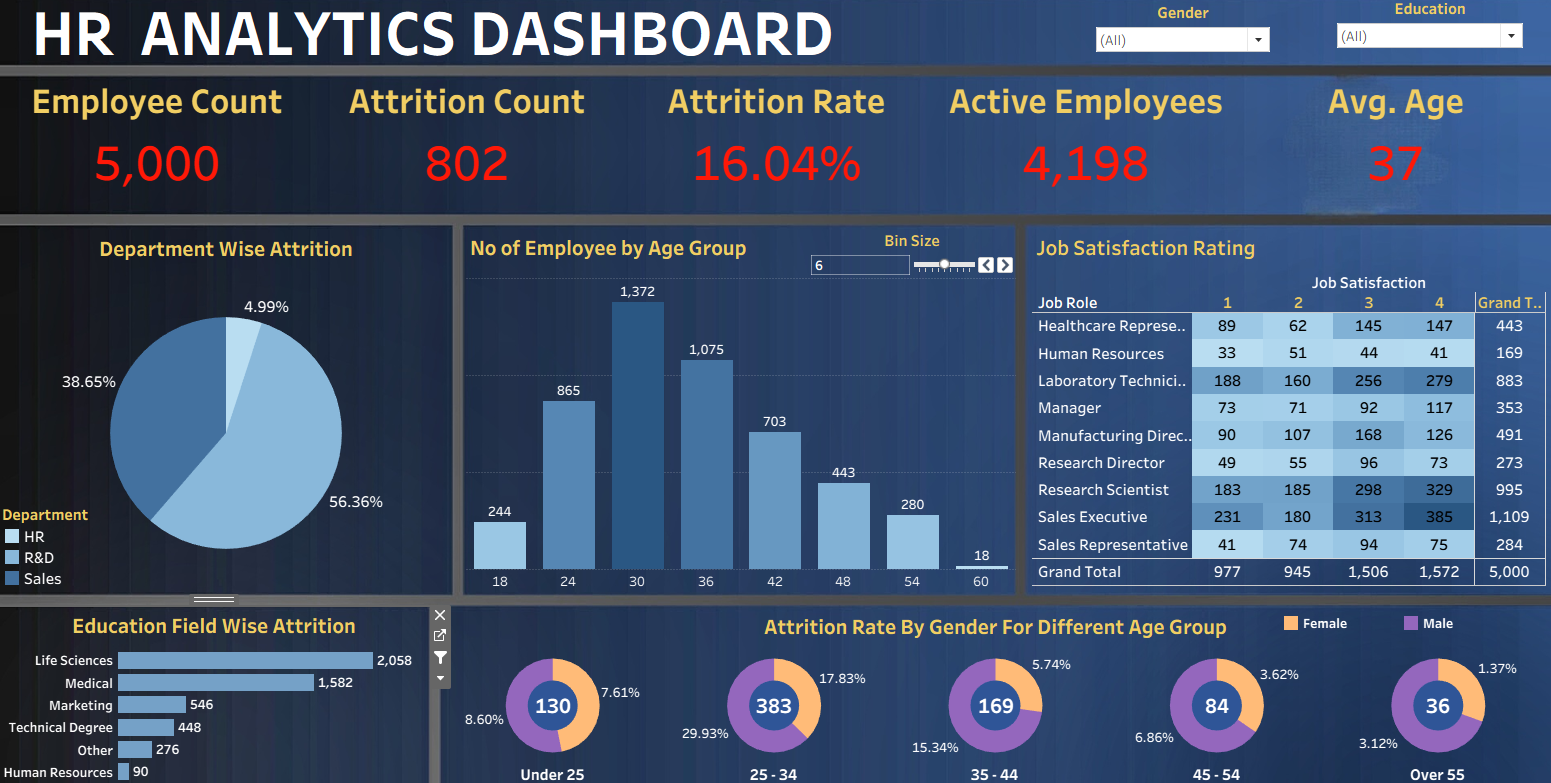 HR ANALYTICS DASHBOARD
Gender
(All)
Education
(All)
Employee Count
5,000
Attrition Count
802
Attrition Rate
16.04%
Active Employees
4,198
Avg. Age
37
Department Wise Attrition
4.99%
38.65%
56.36%
Department
HR
R&D
Sales
No of Employee by Age Group
Bin Size
6
244 865 1,372 1,075 703 443 280 18
18 24 30 36 42 48 54 60
Job Satisfaction Rating
Job Satisfaction
Job Role 1 2 3 4 Grand T..
Healthcare Represe.. 89 62 145 147 443
Human Resources 33 51 44 41 169
Laboratory Technici.. 188 160 256 279 883
Manager 73 71 92 117 353
Manufacturing Direc.. 90 107 168 126 491
Research Director 49 55 96 73 273
Research Scientist 183 185 298 329 995
Sales Executive 231 180 313 385 1,109
Sales Representative 41 74 94 75 284
Grand Total 977 945 1,506 1,572 5,000
Education Field Wise Attrition
Life Sciences 2,058
Medical 1,582
Marketing 546
Technical Degree 448
Other 276
Human Resources 90
Attrition Rate By Gender For Different Age Group
Female
Male
8.60% 130 7.61%
Under 25
29.93% 383 17.83%
25 - 34
15.34% 169 5.74%
35 - 44
6.86% 84 3.62%
45 - 54
3.12% 36 1.37%
Over 55